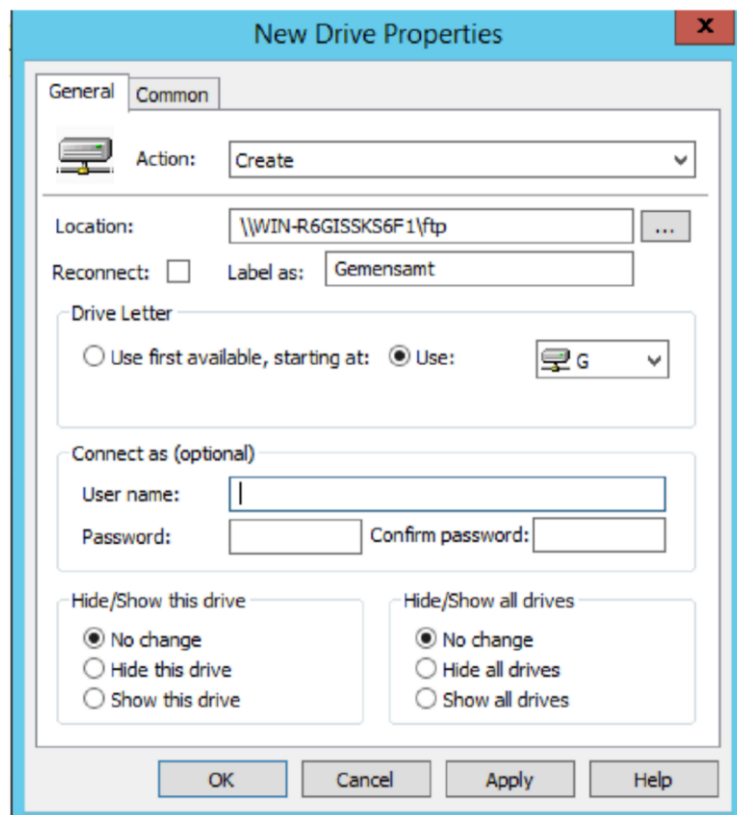 New Drive Properties
x
General Common
Action: Create
Location: \\WIN-R6GISSKS6F1\ftp ...
Reconnect: Label as: Gemensamt
Drive Letter
Use first available, starting at: Use: G
Connect as (optional)
User name:
Password: Confirm password:
Hide/Show this drive Hide/Show all drives
No change No change
Hide this drive Hide all drives
Show this drive Show all drives
OK Cancel Apply Help